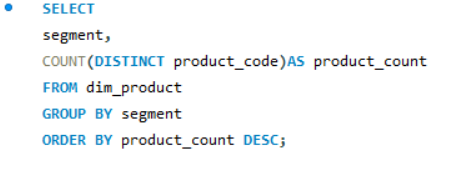 SELECT
segment,
COUNT(DISTINCT product_code)AS product_count
FROM dim_product
GROUP BY segment
ORDER BY product_count DESC;